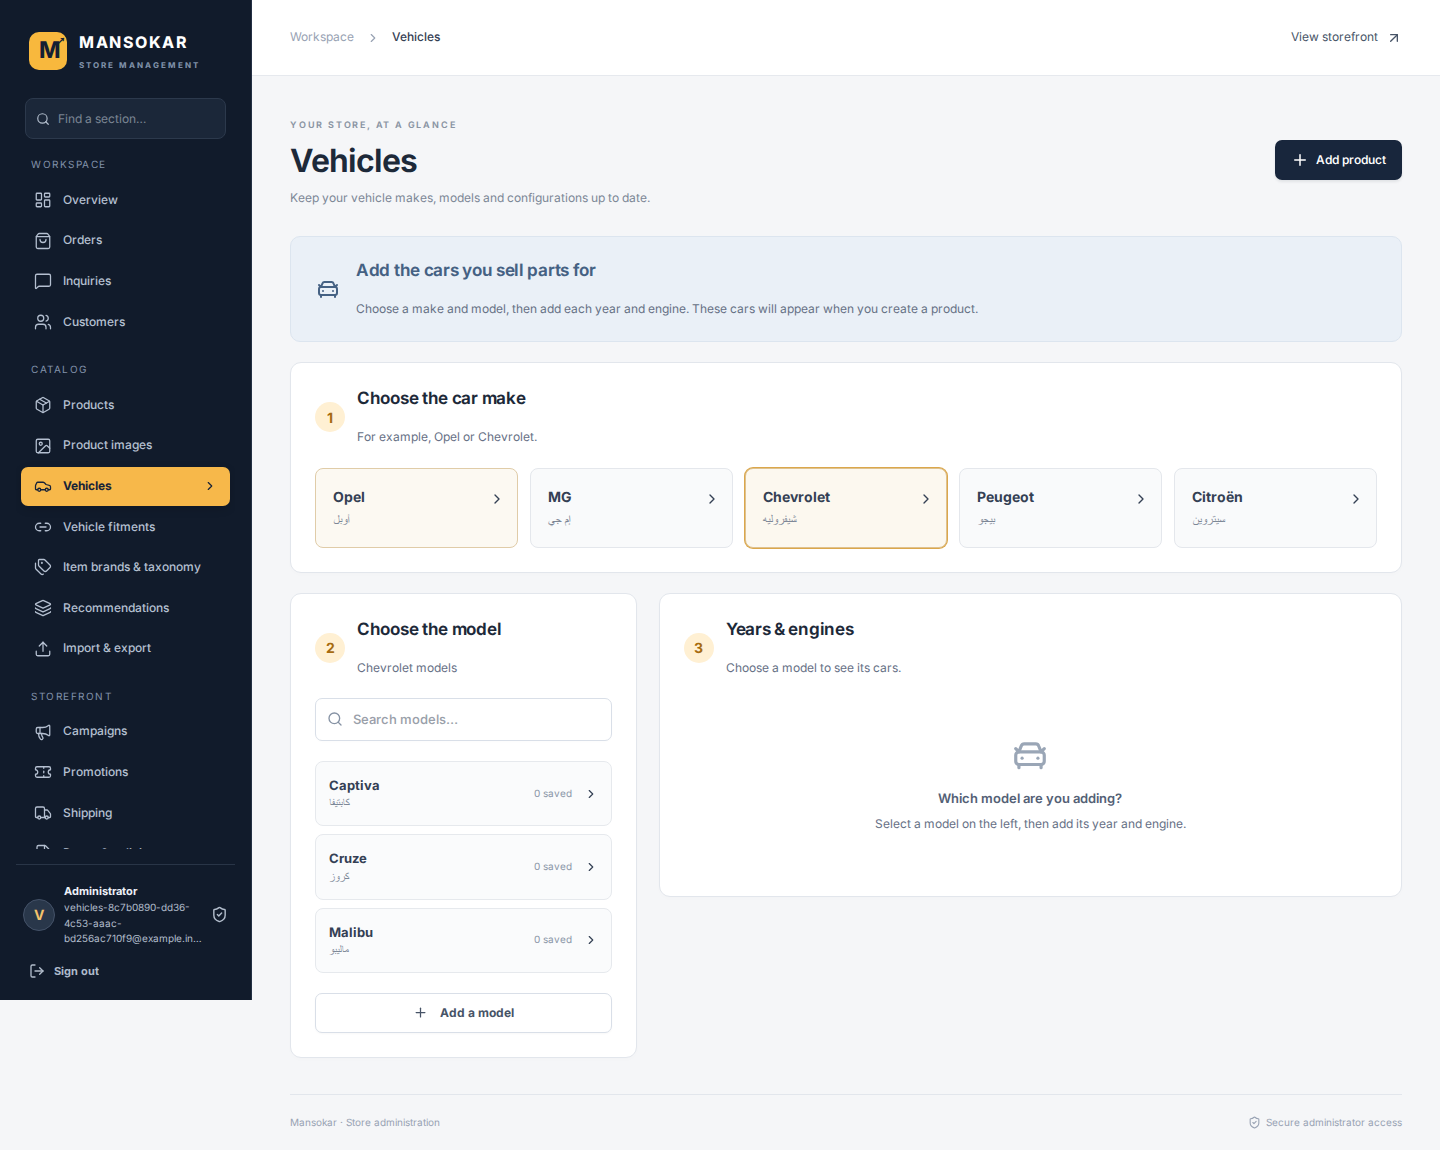 MANSOKAR
STORE MANAGEMENT
Find a section...
WORKSPACE
Overview
Orders
Inquiries
Customers
CATALOG
Products
Product images
Vehicles
Vehicle fitments
Item brands & taxonomy
Recommendations
Import & export
STOREFRONT
Campaigns
Promotions
Shipping
Administrator
vehicles-8c7b0890-dd36-
4c53-aaac-
bd256ac710f9@example.in...
V
Sign out
Workspace
Vehicles
View storefront
YOUR STORE, AT A GLANCE
Vehicles
Keep your vehicle makes, models and configurations up to date.
Add product
Add the cars you sell parts for
Choose a make and model, then add each year and engine. These cars will appear when you create a product.
1
Choose the car make
For example, Opel or Chevrolet.
Opel
أوبل
MG
إم جي
Chevrolet
شيفروليه
Peugeot
بيجو
Citroën
سيتروين
2
Choose the model
Chevrolet models
Search models...
Captiva
كابتيفا
0 saved
Cruze
كروز
0 saved
Malibu
ماليبو
0 saved
Add a model
3
Years & engines
Choose a model to see its cars.
Which model are you adding?
Select a model on the left, then add its year and engine.
Mansokar · Store administration
Secure administrator access